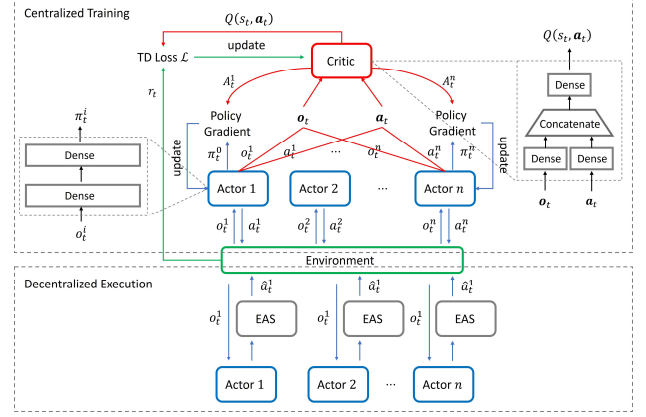 Centralized Training
Q(s_t, a_t)
update
TD Loss ℒ
Critic
r_t
A_t^1
A_t^n
Policy Gradient
o_t
a_t
Policy Gradient
update
π_t^0
o_t^1
a_t^1
...
o_t^n
a_t^n
π_t^n
update
Actor 1
Actor 2
...
Actor n
o_t^1
a_t^1
o_t^2
a_t^2
o_t^n
a_t^n
Environment
π_t^i
Dense
Dense
o_t^i
Q(s_t, a_t)
Dense
Concatenate
Dense
Dense
o_t
a_t
Decentralized Execution
o_t^1
â_t^1
o_t^1
â_t^1
o_t^1
â_t^1
EAS
EAS
EAS
Actor 1
Actor 2
...
Actor n